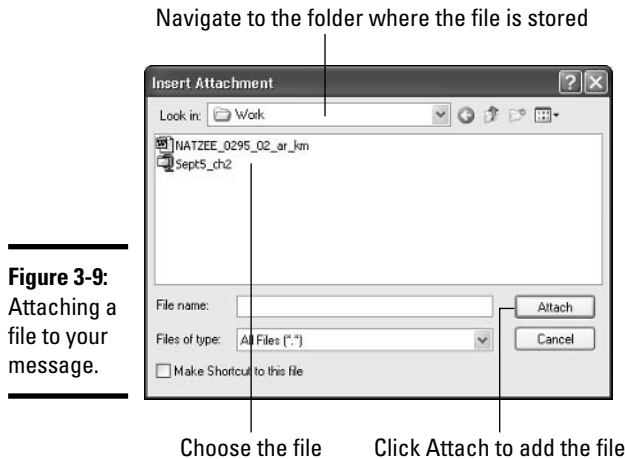 Navigate to the folder where the file is stored
Insert Attachment
Look in: Work
NATZEE_0295_02_ar_km
Sept5_ch2
Figure 3-9:
Attaching a
file to your
message.
File name:
Attach
Files of type: All Files (*.*)
Cancel
Make Shortcut to this file
Choose the file
Click Attach to add the file